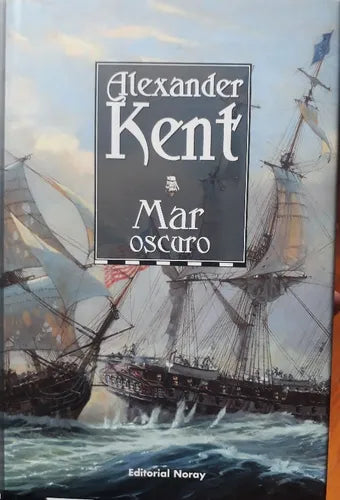 Alexander
Kent
Mar
oscuro
Editorial Noray